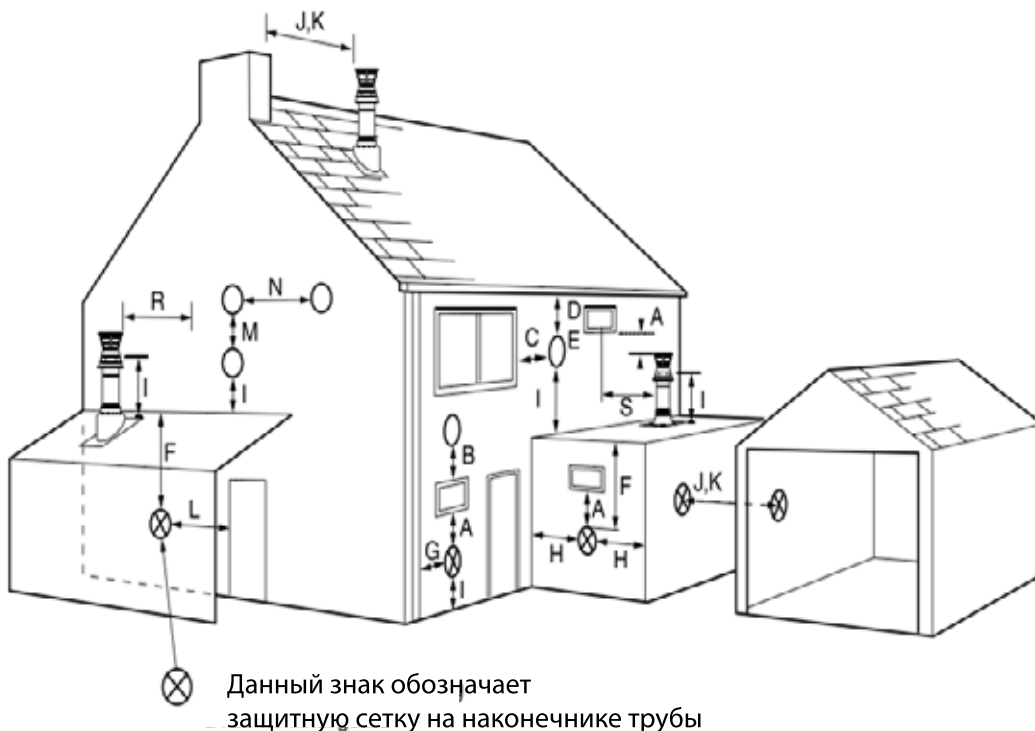 J,K
R
N
M
I
I
F
L
D
E
C
A
I
S
I
B
A
G
I
F
A
H
H
J,K
Данный знак обозначает
защитную сетку на наконечнике трубы